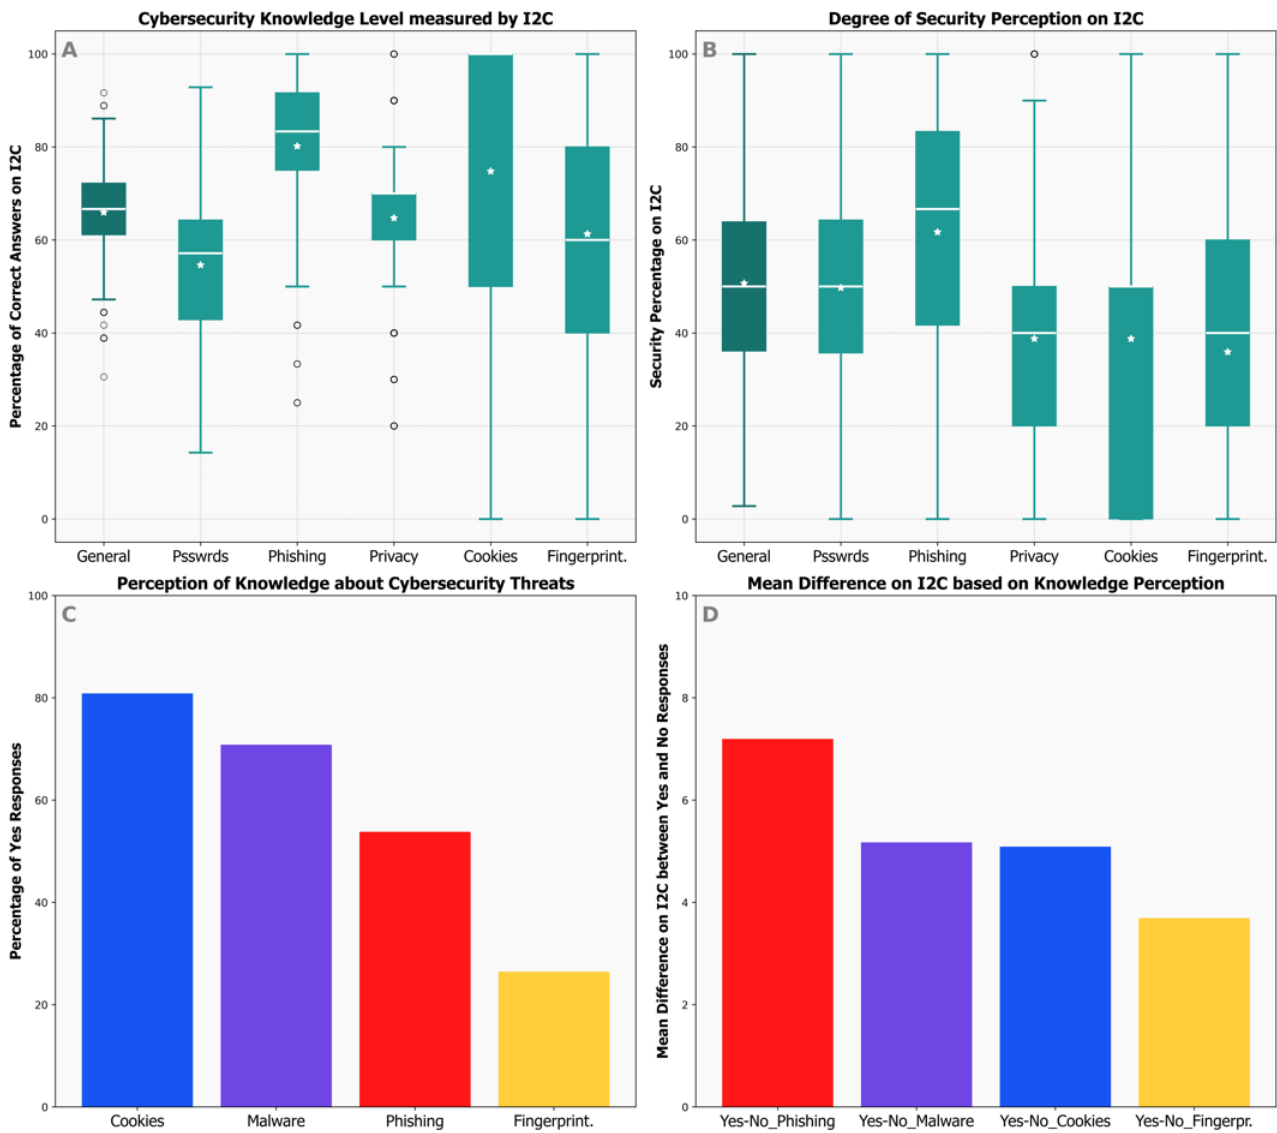 Cybersecurity Knowledge Level measured by I2C
A
Percentage of Correct Answers on I2C
100
80
60
40
20
0
General Psswrds Phishing Privacy Cookies Fingerprint.
Degree of Security Perception on I2C
B
Security Percentage on I2C
100
80
60
40
20
0
General Psswrds Phishing Privacy Cookies Fingerprint.
Perception of Knowledge about Cybersecurity Threats
C
Percentage of Yes Responses
100
80
60
40
20
0
Cookies Malware Phishing Fingerprint.
Mean Difference on I2C based on Knowledge Perception
D
Mean Difference on I2C between Yes and No Responses
10
8
6
4
2
0
Yes-No_Phishing Yes-No_Malware Yes-No_Cookies Yes-No_Fingerpr.